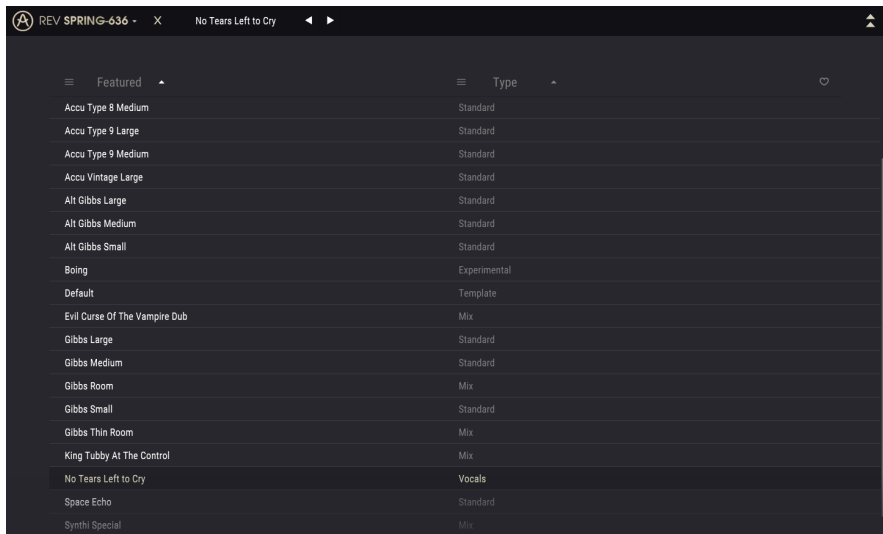 REV SPRING-636 X No Tears Left to Cry
Featured Type
Accu Type 8 Medium Standard
Accu Type 9 Large Standard
Accu Type 9 Medium Standard
Accu Vintage Large Standard
Alt Gibbs Large Standard
Alt Gibbs Medium Standard
Alt Gibbs Small Standard
Boing Experimental
Default Template
Evil Curse Of The Vampire Dub Mix
Gibbs Large Standard
Gibbs Medium Standard
Gibbs Room Mix
Gibbs Small Standard
Gibbs Thin Room Mix
King Tubby At The Control Mix
No Tears Left to Cry Vocals
Space Echo Standard
Synthi Special Mix